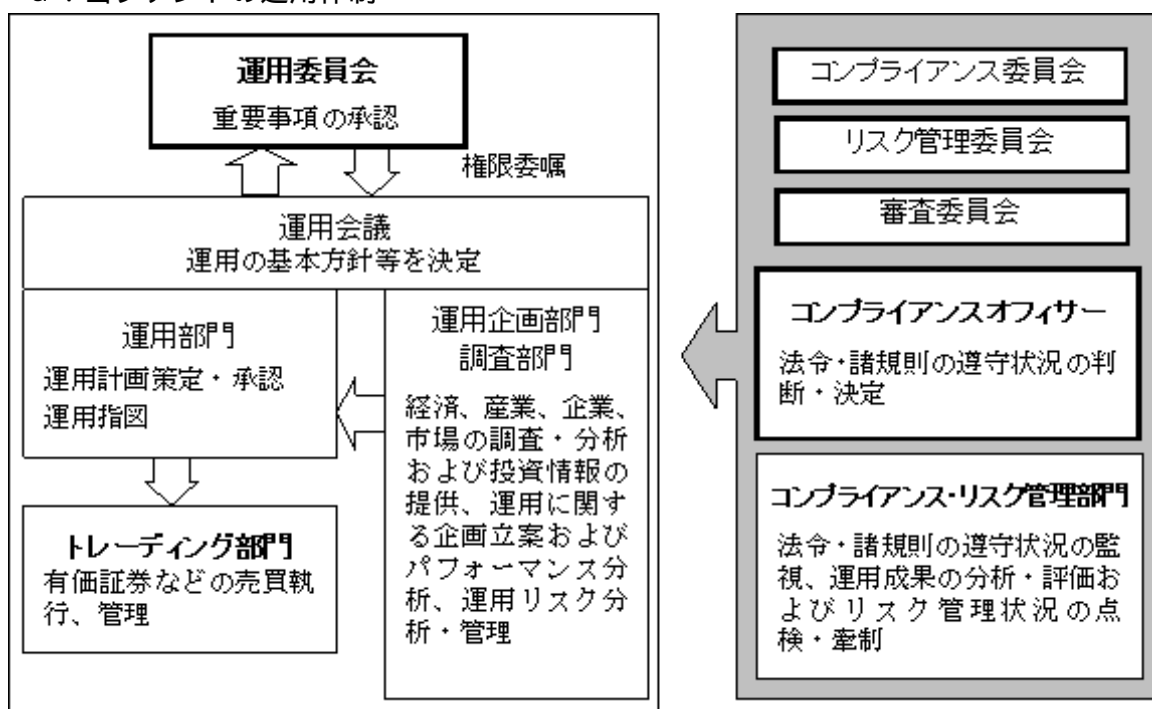 運用委員会
重要事項の承認
権限委嘱
運用会議
運用の基本方針等を決定
運用部門
運用計画策定・承認
運用指図
運用企画部門
調査部門
経済、産業、企業、
市場の調査・分析
および投資情報の
提供、運用に関す
る企画立案および
パフォーマンス分
析、運用リスク分
析・管理
トレーディング部門
有価証券などの売買執
行、管理
コンプライアンス委員会
リスク管理委員会
審査委員会
コンプライアンスオフィサー
法令・諸規則の遵守状況の判
断・決定
コンプライアンス・リスク管理部門
法令・諸規則の遵守状況の監
視、運用成果の分析・評価お
よびリスク管理状況の点
検・牽制